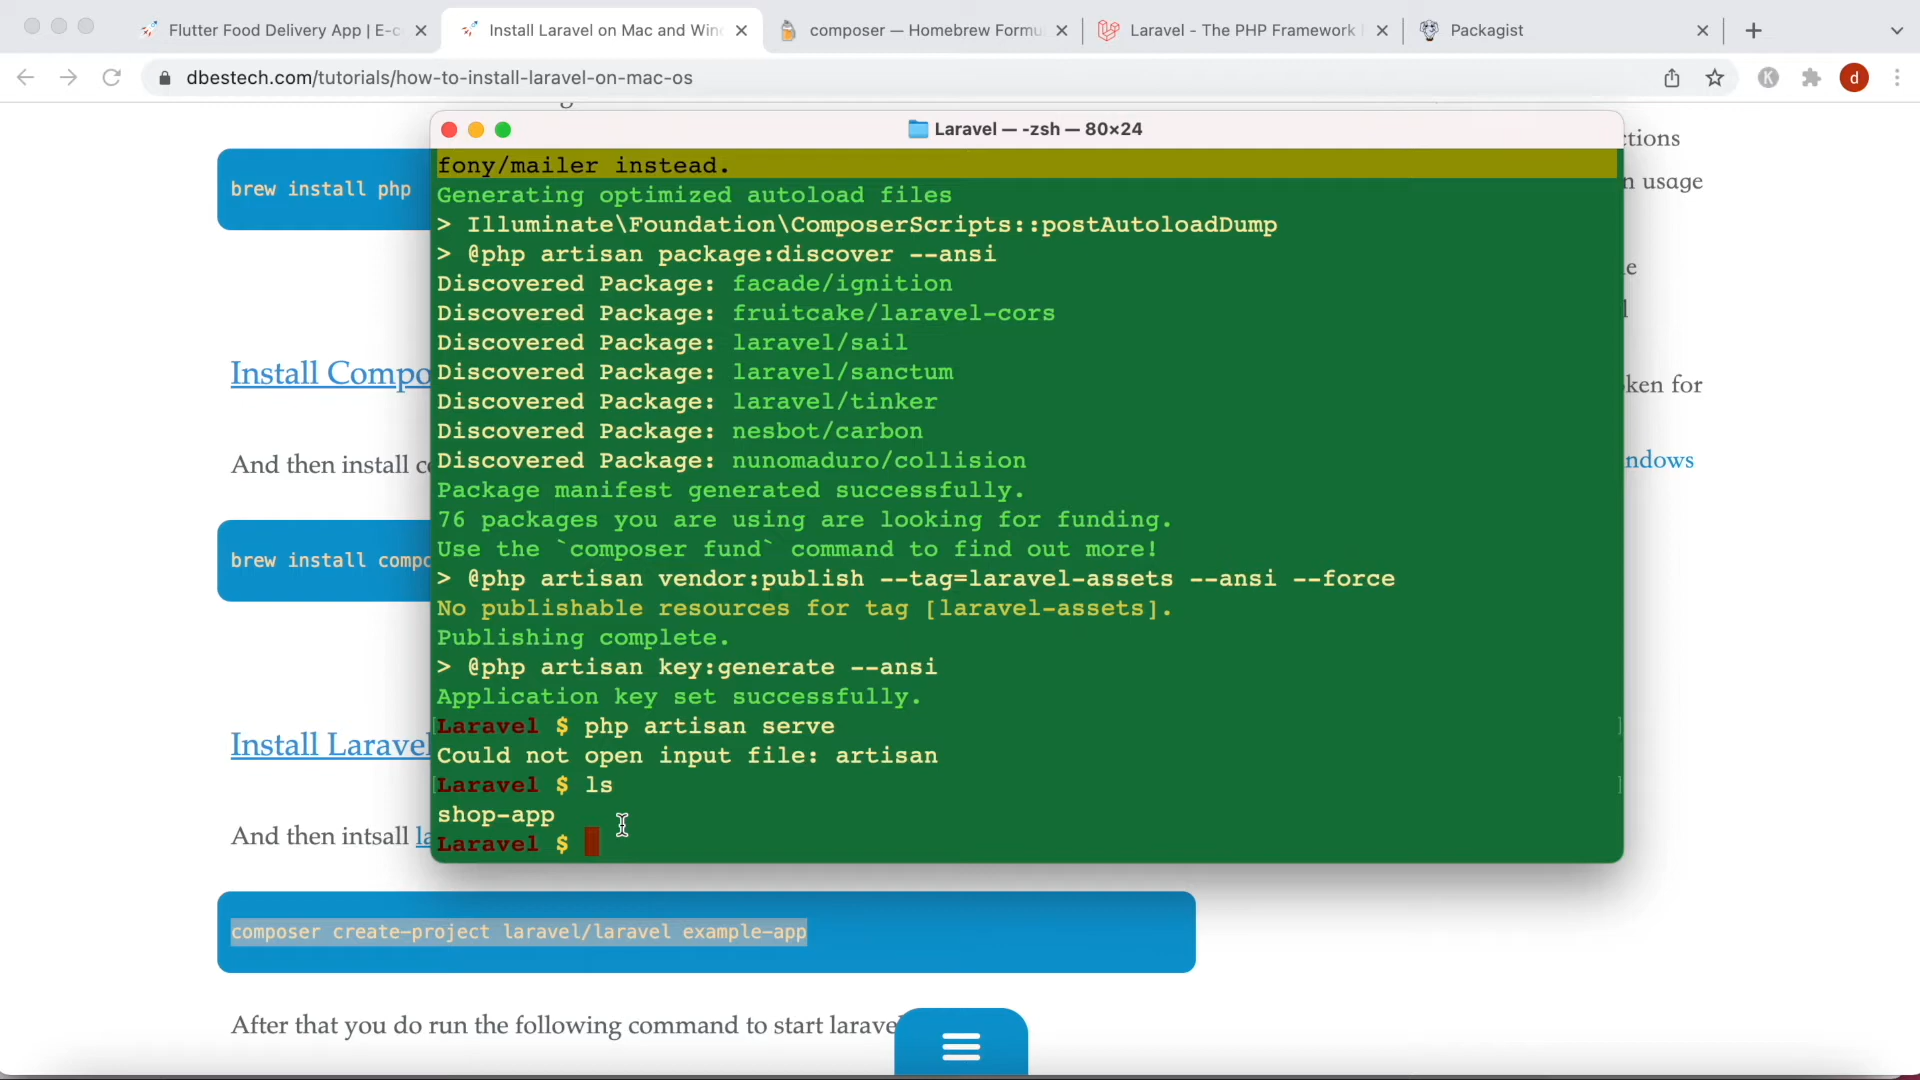 Flutter Food Delivery App | E-c
Install Laravel on Mac and Win
composer — Homebrew Formu
Laravel - The PHP Framework
Packagist
dbestech.com/tutorials/how-to-install-laravel-on-mac-os
K
d
Laravel — -zsh — 80×24
ctions
brew install php
n usage
fony/mailer instead.
Generating optimized autoload files
> Illuminate\Foundation\ComposerScripts::postAutoloadDump
> @php artisan package:discover --ansi
Discovered Package: facade/ignition
Discovered Package: fruitcake/laravel-cors
Discovered Package: laravel/sail
Discovered Package: laravel/sanctum
Discovered Package: laravel/tinker
Discovered Package: nesbot/carbon
Discovered Package: nunomaduro/collision
Package manifest generated successfully.
76 packages you are using are looking for funding.
Use the `composer fund` command to find out more!
> @php artisan vendor:publish --tag=laravel-assets --ansi --force
No publishable resources for tag [laravel-assets].
Publishing complete.
> @php artisan key:generate --ansi
Application key set successfully.
Laravel $ php artisan serve
Could not open input file: artisan
Laravel $ ls
shop-app
Laravel $
Install Compo
ken for
And then install c
ndows
brew install compo
Install Laravel
And then intsall la
composer create-project laravel/laravel example-app
After that you do run the following command to start larave